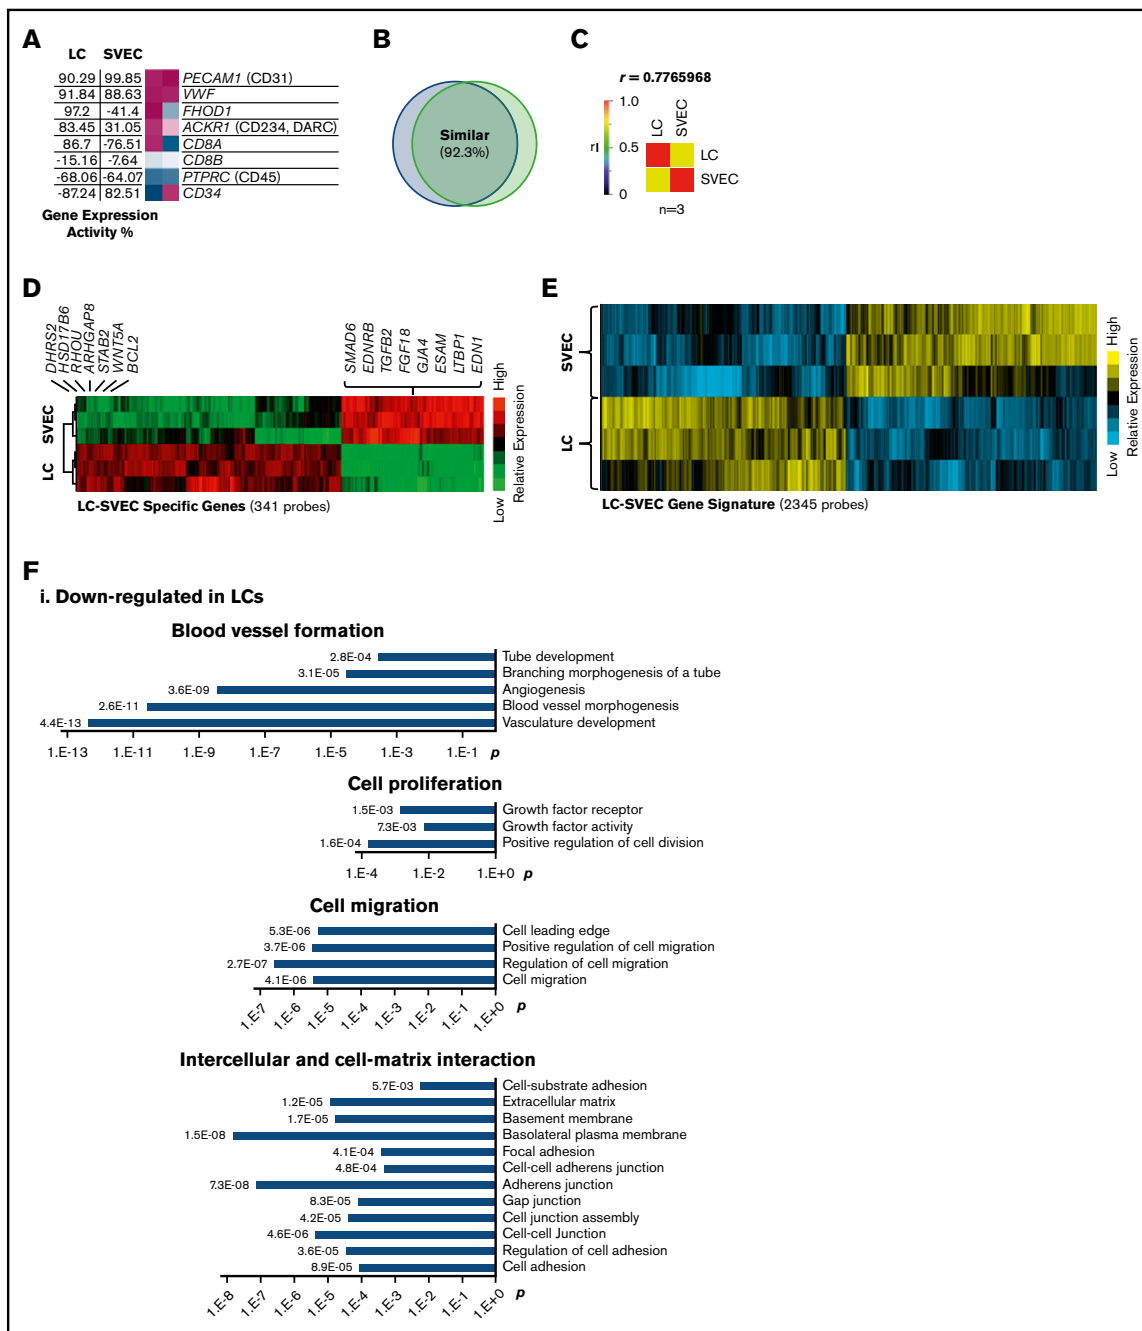 A
LC SVEC
90.29 99.85 PECAM1 (CD31)
91.84 88.63 VWF
97.2 -41.4 FHOD1
83.45 31.05 ACKR1 (CD234, DARC)
86.7 -76.51 CD8A
-15.16 -7.64 CD8B
-68.06 -64.07 PTPRC (CD45)
-87.24 82.51 CD34
Gene Expression
Activity %
B
Similar
(92.3%)
C
r = 0.7765968
1.0
0.5
0
r
LC
SVEC
LC
SVEC
n=3
D
DHRS2
HSD17B6
RHOU
ARHGAP8
STAB2
WNT5A
BCL2
SMAD6
EDNRB
TGFB2
FGF18
GJA4
ESAM
LTBP1
EDN1
SVEC
LC
High
Low
Relative Expression
LC-SVEC Specific Genes (341 probes)
E
SVEC
LC
High
Low
Relative Expression
LC-SVEC Gene Signature (2345 probes)
F
i. Down-regulated in LCs
Blood vessel formation
2.8E-04 Tube development
3.1E-05 Branching morphogenesis of a tube
3.6E-09 Angiogenesis
2.6E-11 Blood vessel morphogenesis
4.4E-13 Vasculature development
1.E-13 1.E-11 1.E-9 1.E-7 1.E-5 1.E-3 1.E-1 p
Cell proliferation
1.5E-03 Growth factor receptor
7.3E-03 Growth factor activity
1.6E-04 Positive regulation of cell division
1.E-4 1.E-2 1.E+0 p
Cell migration
5.3E-06 Cell leading edge
3.7E-06 Positive regulation of cell migration
2.7E-07 Regulation of cell migration
4.1E-06 Cell migration
1.E-7 1.E-6 1.E-5 1.E-4 1.E-3 1.E-2 1.E-1 1.E+0 p
Intercellular and cell-matrix interaction
5.7E-03 Cell-substrate adhesion
1.2E-05 Extracellular matrix
1.7E-05 Basement membrane
1.5E-08 Basolateral plasma membrane
4.1E-04 Focal adhesion
4.8E-04 Cell-cell adherens junction
7.3E-08 Adherens junction
8.3E-05 Gap junction
4.2E-05 Cell junction assembly
4.6E-06 Cell-cell Junction
3.6E-05 Regulation of cell adhesion
8.9E-05 Cell adhesion
1.E-8 1.E-7 1.E-6 1.E-5 1.E-4 1.E-3 1.E-2 1.E-1 1.E+0 p